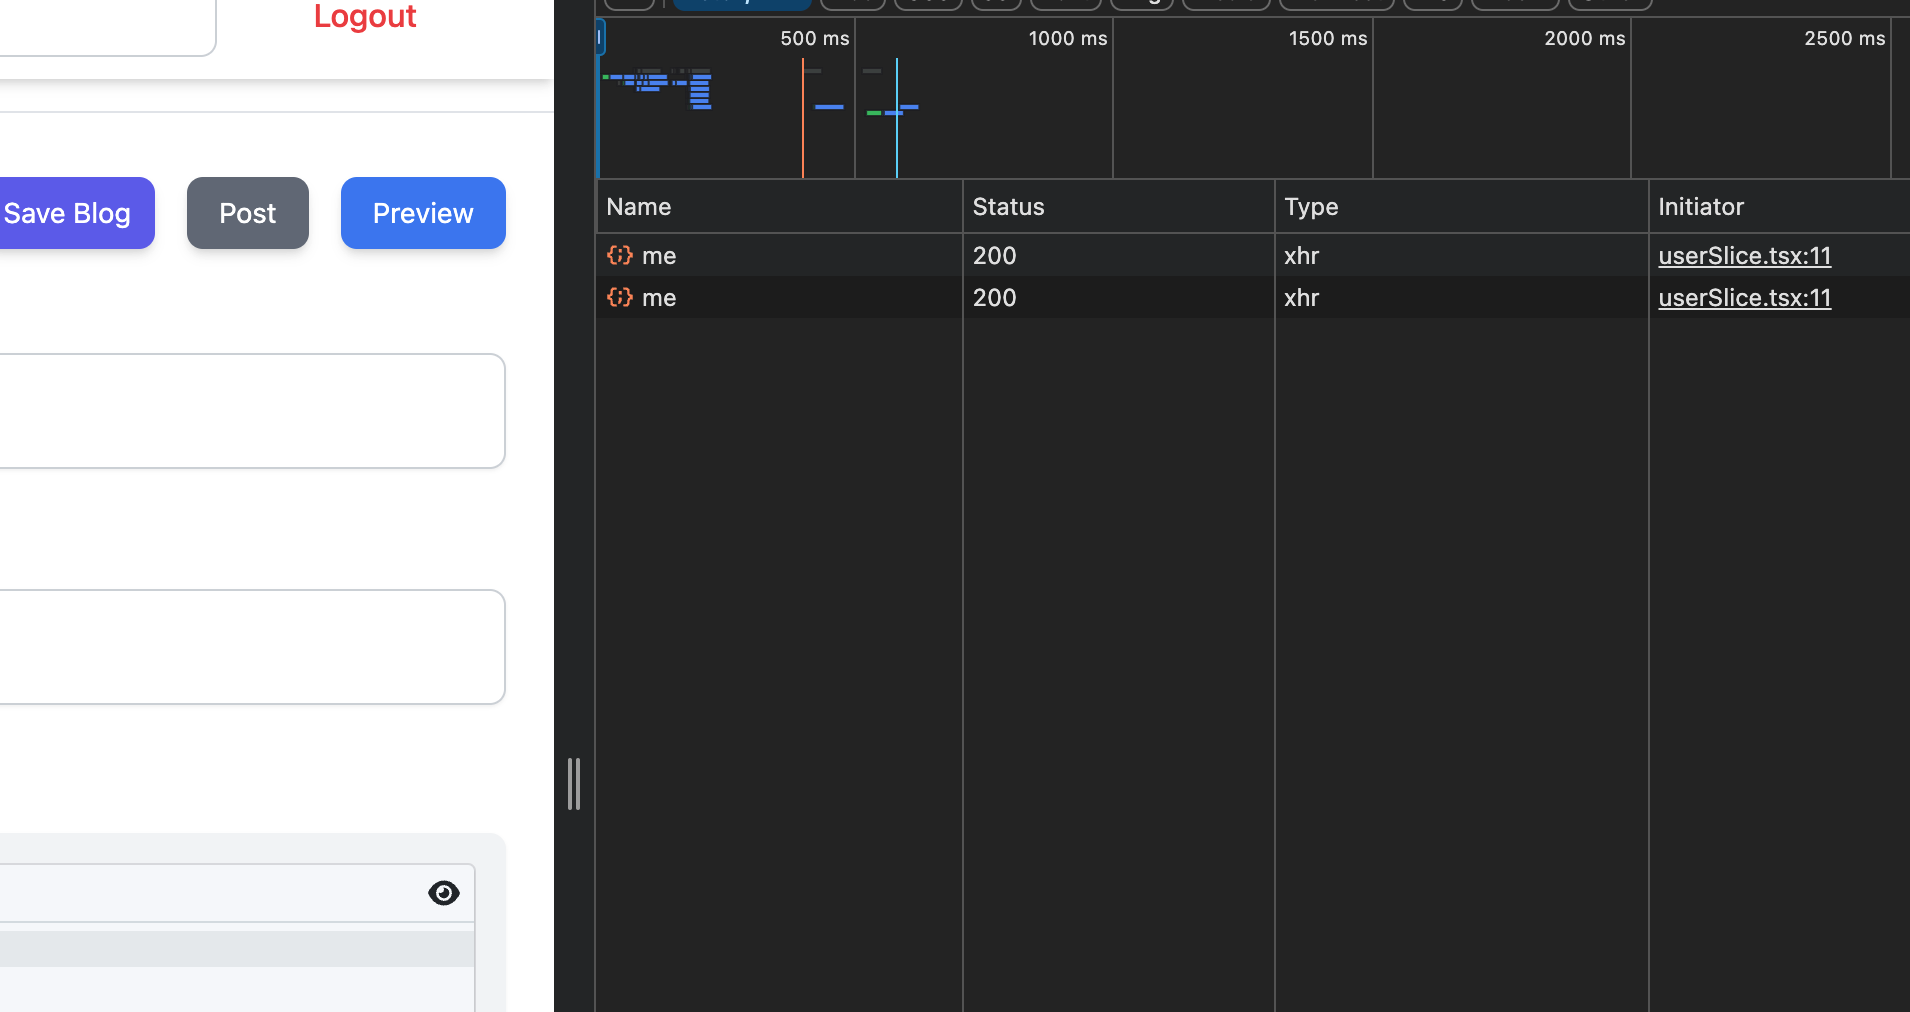 Logout
Save Blog
Post
Preview
500 ms
1000 ms
1500 ms
2000 ms
2500 ms
Name
Status
Type
Initiator
{;} me
200
xhr
userSlice.tsx:11
{;} me
200
xhr
userSlice.tsx:11